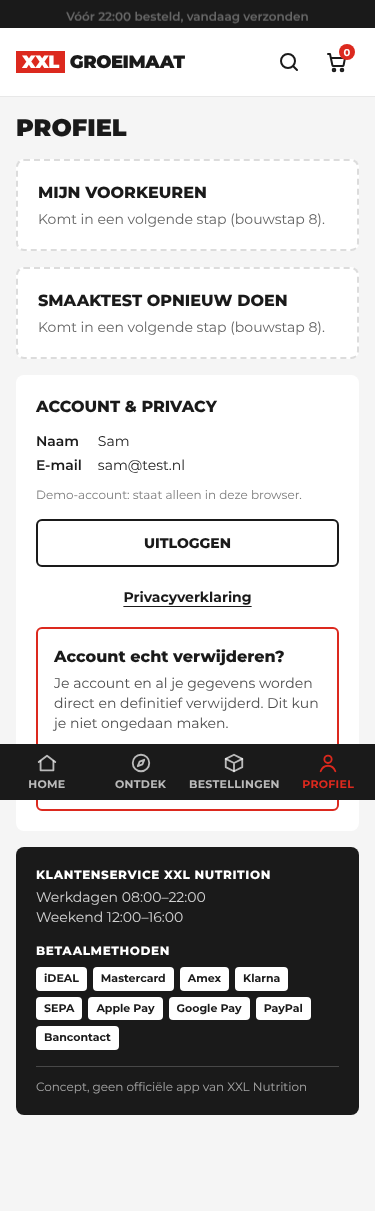 Vóór 22:00 besteld, vandaag verzonden
XXL GROEIMAAT
0
PROFIEL
MIJN VOORKEUREN
Komt in een volgende stap (bouwstap 8).
SMAAKTEST OPNIEUW DOEN
Komt in een volgende stap (bouwstap 8).
ACCOUNT & PRIVACY
Naam Sam
E-mail sam@test.nl
Demo-account: staat alleen in deze browser.
UITLOGGEN
Privacyverklaring
Account echt verwijderen?
Je account en al je gegevens worden
direct en definitief verwijderd. Dit kun
je niet ongedaan maken.
HOME ONTDEK BESTELLINGEN PROFIEL
KLANTENSERVICE XXL NUTRITION
Werkdagen 08:00–22:00
Weekend 12:00–16:00
BETAALMETHODEN
iDEAL Mastercard Amex Klarna
SEPA Apple Pay Google Pay PayPal
Bancontact
Concept, geen officiële app van XXL Nutrition